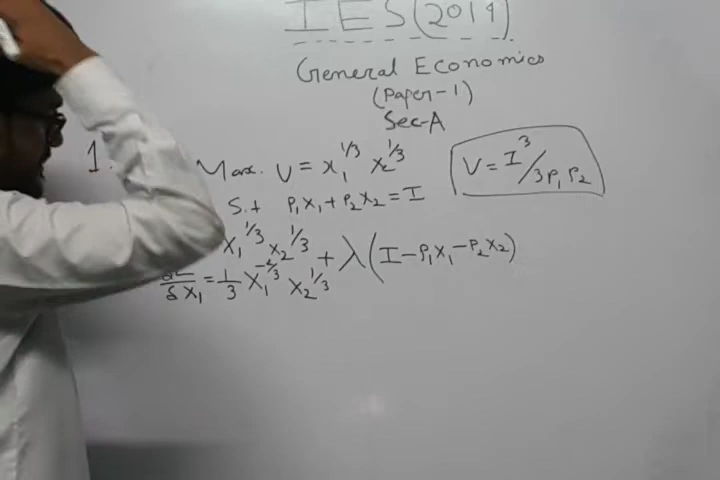 IES(2019)
General Economics
(Paper-1)
Sec-A
1. Max. U = x₁^1/3 x₂^1/3
S.t P₁x₁+P₂x₂=I
V = I³/3P₁P₂
x₁^1/3 x₂^1/3 + λ(I-P₁x₁-P₂x₂)
δx₁ = 1/3 x₁^-2/3 x₂^1/3